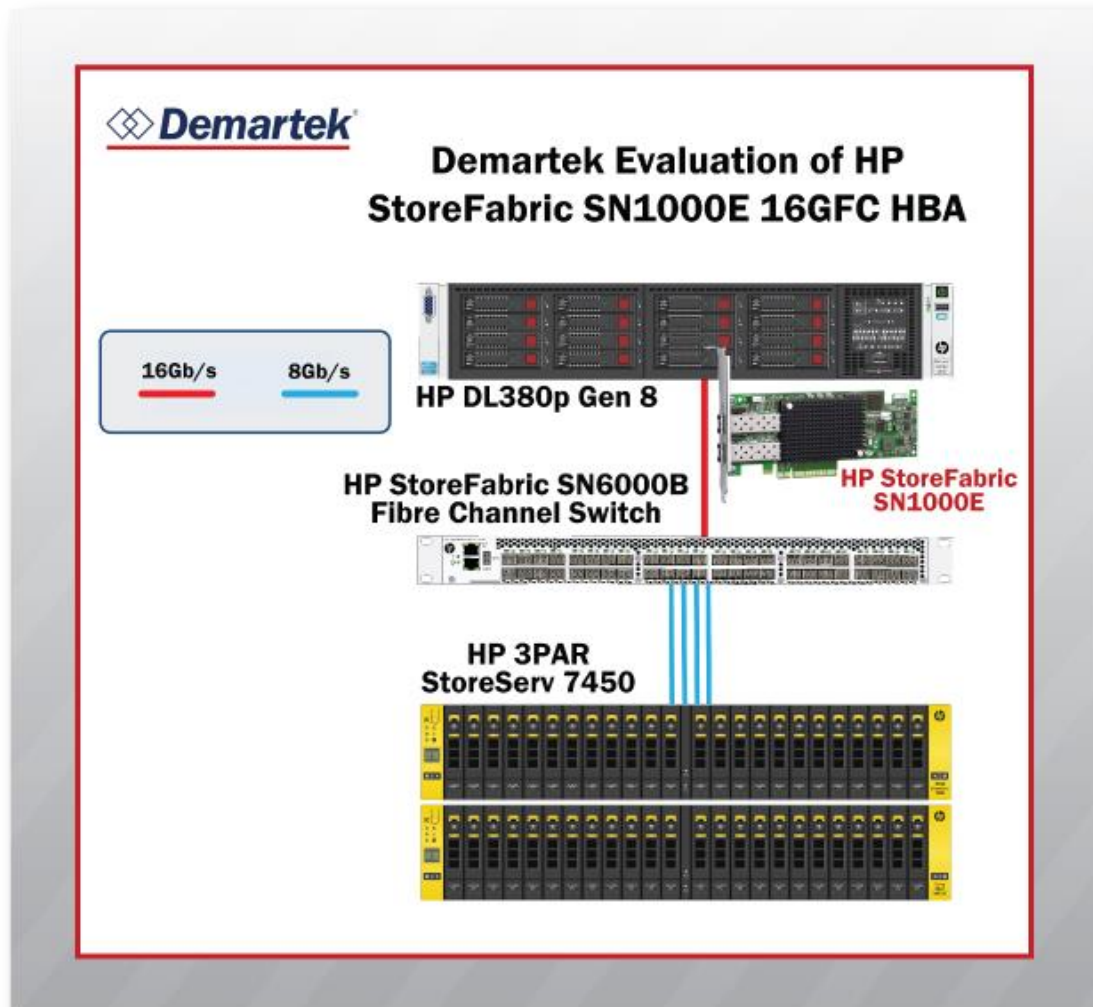 Demartek
Demartek Evaluation of HP
StoreFabric SN1000E 16GFC HBA
16Gb/s
8Gb/s
HP DL380p Gen 8
HP StoreFabric
SN1000E
HP StoreFabric SN6000B
Fibre Channel Switch
HP 3PAR
StoreServ 7450